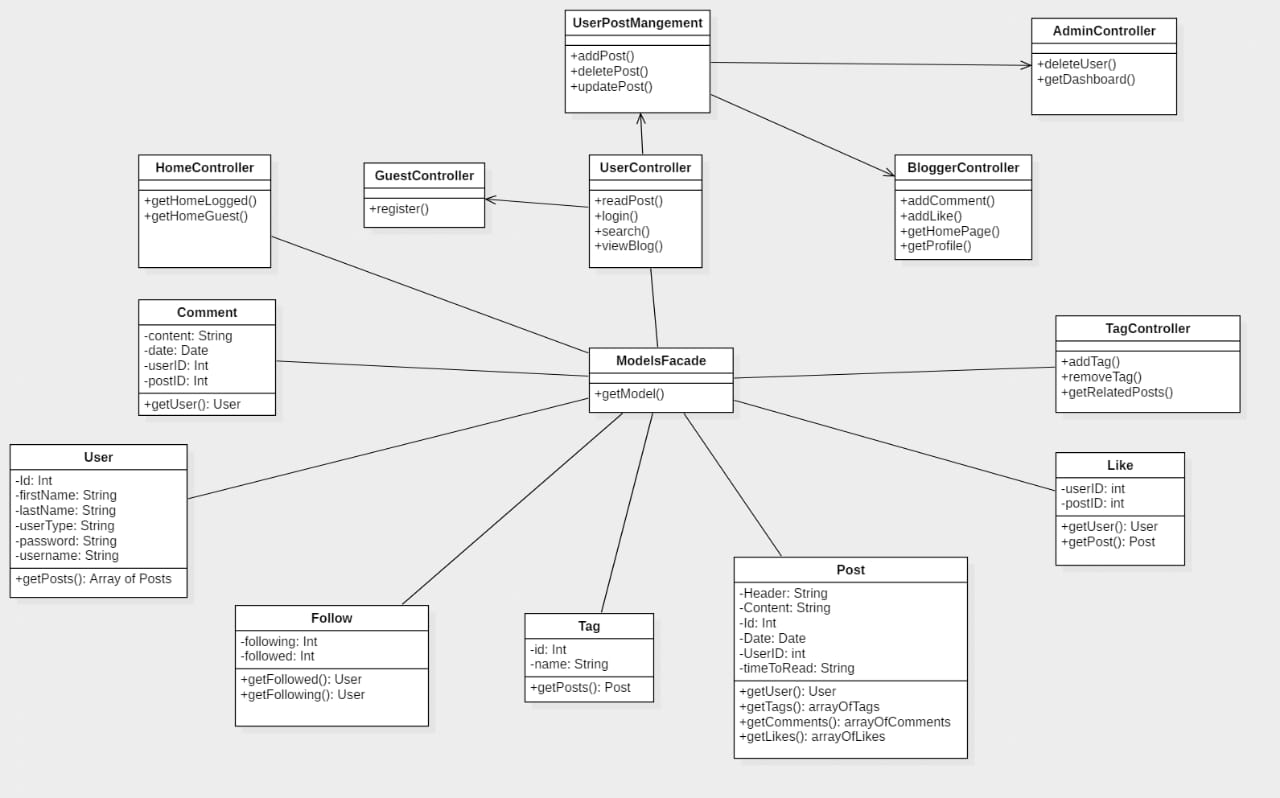 UserPostMangement
+addPost()
+deletePost()
+updatePost()
AdminController
+deleteUser()
+getDashboard()
HomeController
+getHomeLogged()
+getHomeGuest()
GuestController
+register()
UserController
+readPost()
+login()
+search()
+viewBlog()
BloggerController
+addComment()
+addLike()
+getHomePage()
+getProfile()
Comment
-content: String
-date: Date
-userID: Int
-postID: Int
+getUser(): User
ModelsFacade
+getModel()
TagController
+addTag()
+removeTag()
+getRelatedPosts()
User
-Id: Int
-firstName: String
-lastName: String
-userType: String
-password: String
-username: String
+getPosts(): Array of Posts
Like
-userID: int
-postID: int
+getUser(): User
+getPost(): Post
Follow
-following: Int
-followed: Int
+getFollowed(): User
+getFollowing(): User
Tag
-id: Int
-name: String
+getPosts(): Post
Post
-Header: String
-Content: String
-Id: Int
-Date: Date
-UserID: int
-timeToRead: String
+getUser(): User
+getTags(): arrayOfTags
+getComments(): arrayOfComments
+getLikes(): arrayOfLikes